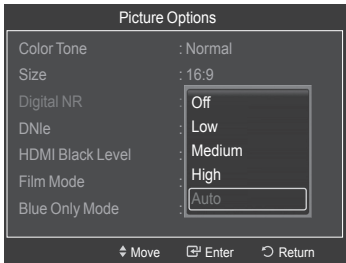 Picture Options
Color Tone : Normal
Size : 16:9
Digital NR : Off
DNIe : Low
HDMI Black Level : Medium
Film Mode : High
Blue Only Mode : Auto
Move Enter Return